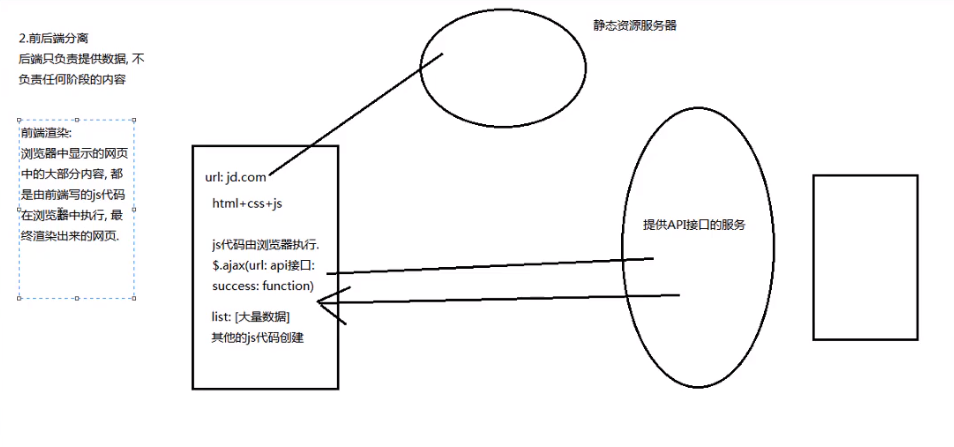 2.前后端分离
后端只负责提供数据, 不
负责任何阶段的内容
前端渲染:
浏览器中显示的网页
中的大部分内容, 都
是由前端写的js代码
在浏览器中执行, 最
终渲染出来的网页.
静态资源服务器
url: jd.com
html+css+js
js代码由浏览器执行.
$.ajax(url: api接口:
success: function)
list: [大量数据]
其他的js代码创建
提供API接口的服务